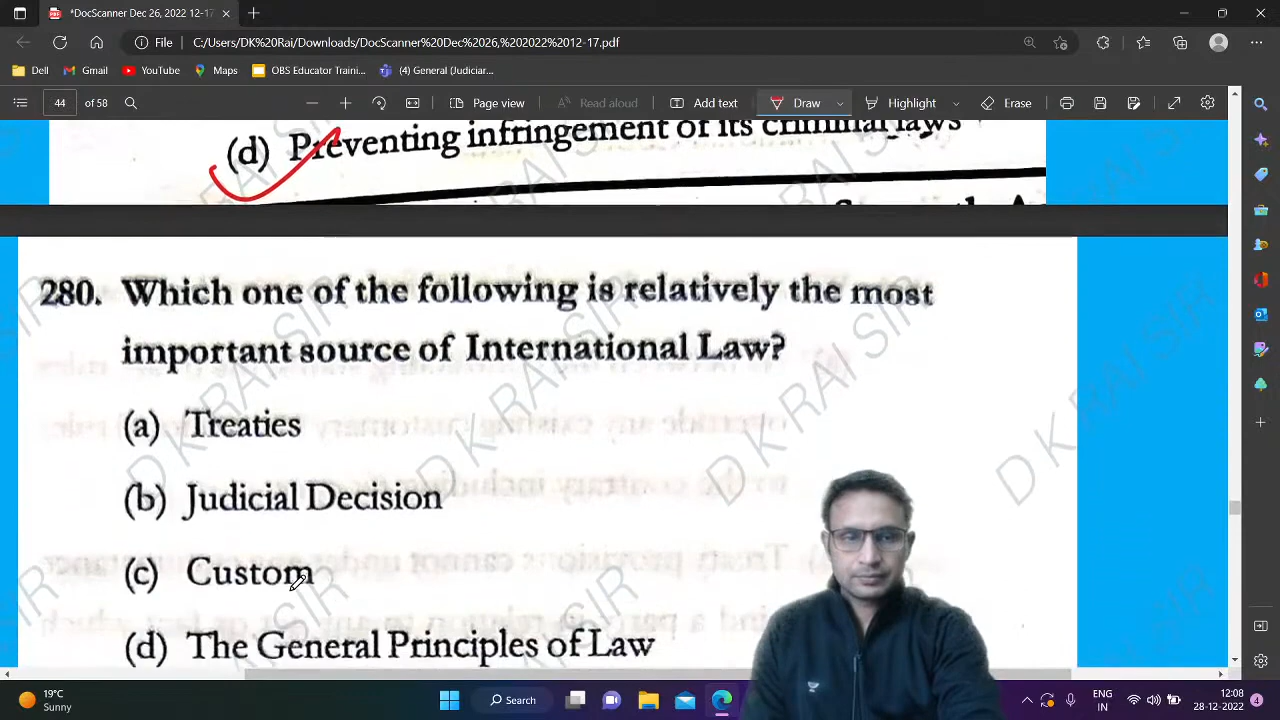 *DocScanner Dec 26, 2022 12-17
File C:/Users/DK%20Rai/Downloads/DocScanner%20Dec%2026,%202022%2012-17.pdf
Dell Gmail YouTube Maps OBS Educator Traini... (4) General (Judiciar...
44 of 58 Page view Read aloud Add text Draw Highlight Erase
(d) Preventing infringement of its criminal laws
280. Which one of the following is relatively the most
important source of International Law?
(a) Treaties
(b) Judicial Decision
(c) Custom
(d) The General Principles of Law
D K RAI SIR
19°C
Sunny
Search
ENG
IN
12:08
28-12-2022
4